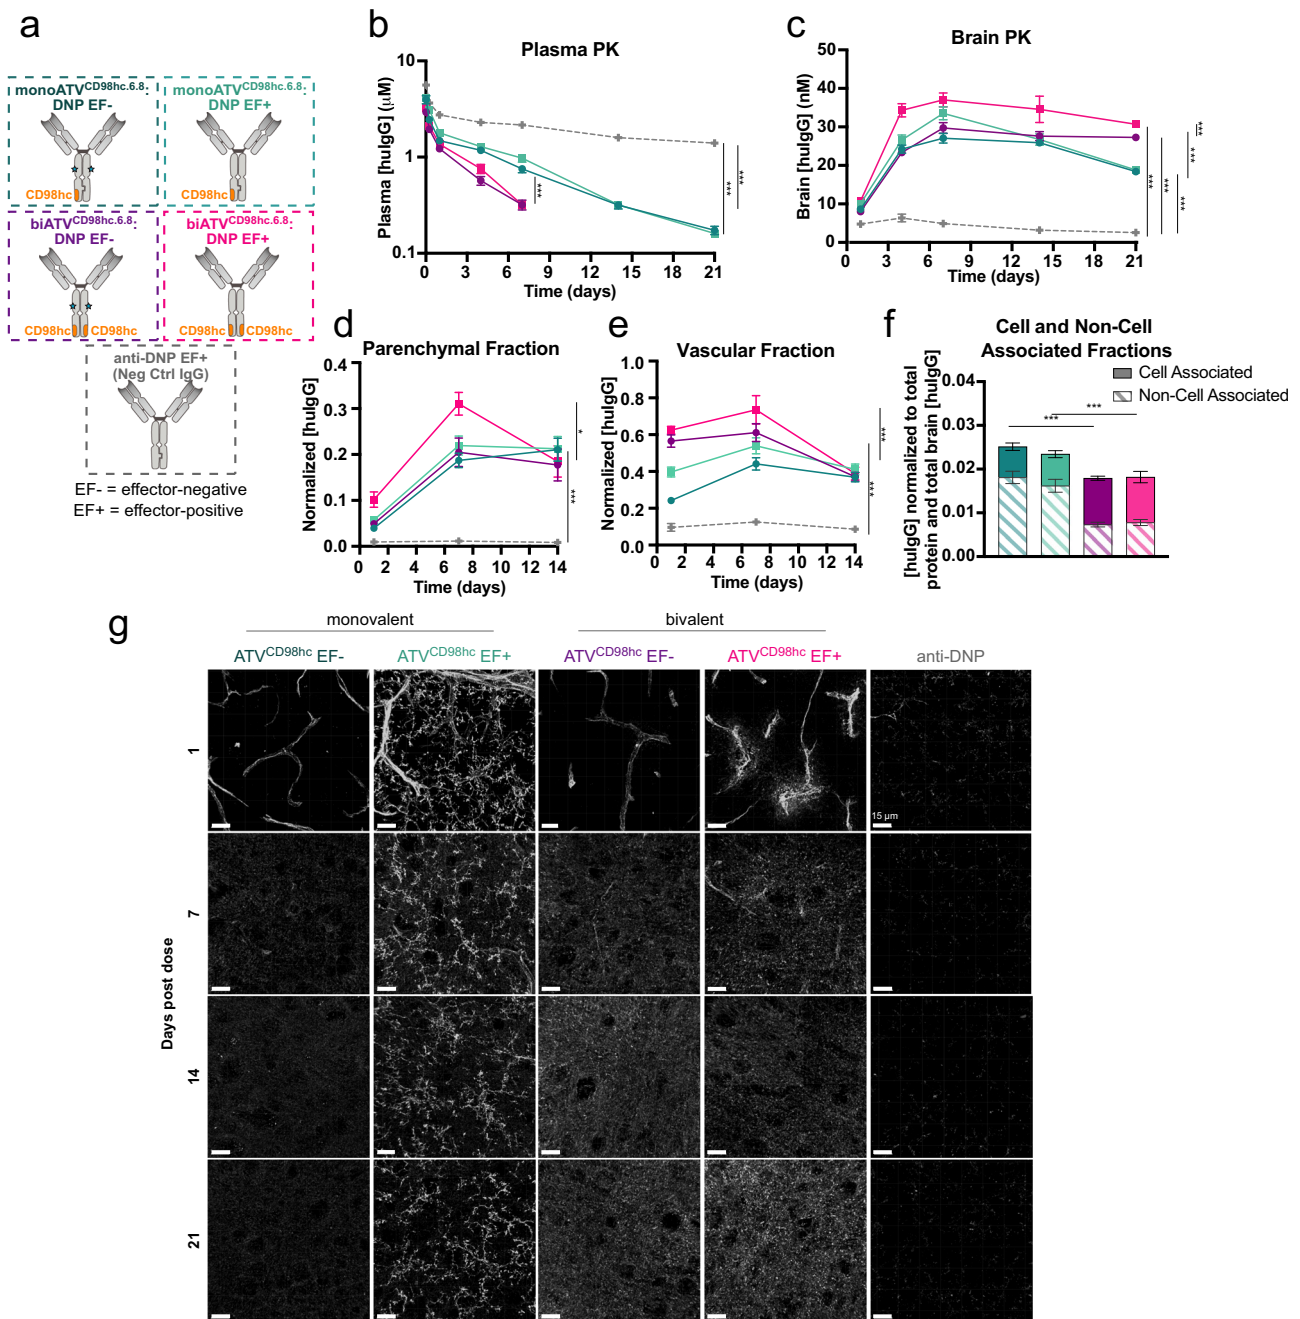 a
monoATVCD98hc.6.8:
DNP EF-
CD98hc
monoATVCD98hc.6.8:
DNP EF+
CD98hc
biATVCD98hc.6.8:
DNP EF-
CD98hc CD98hc
biATVCD98hc.6.8:
DNP EF+
CD98hc CD98hc
anti-DNP EF+
(Neg Ctrl IgG)
EF- = effector-negative
EF+ = effector-positive
b
Plasma PK
Plasma [huIgG] (μM)
10
1
0.1
0 3 6 9 12 15 18 21
Time (days)
***
***
***
c
Brain PK
Brain [huIgG] (nM)
50
40
30
20
10
0
0 3 6 9 12 15 18 21
Time (days)
***
***
***
***
***
d
Parenchymal Fraction
Normalized [huIgG]
0.4
0.3
0.2
0.1
0.0
0 2 4 6 8 10 12 14
Time (days)
*
***
e
Vascular Fraction
Normalized [huIgG]
1.0
0.8
0.6
0.4
0.2
0.0
0 2 4 6 8 10 12 14
Time (days)
***
***
f
Cell and Non-Cell
Associated Fractions
Cell Associated
Non-Cell Associated
[huIgG] normalized to total
protein and total brain [huIgG]
0.04
0.03
0.02
0.01
0.00
***
***
g
monovalent
bivalent
ATVCD98hc EF-
ATVCD98hc EF+
ATVCD98hc EF-
ATVCD98hc EF+
anti-DNP
Days post dose
1
7
14
21
15 μm